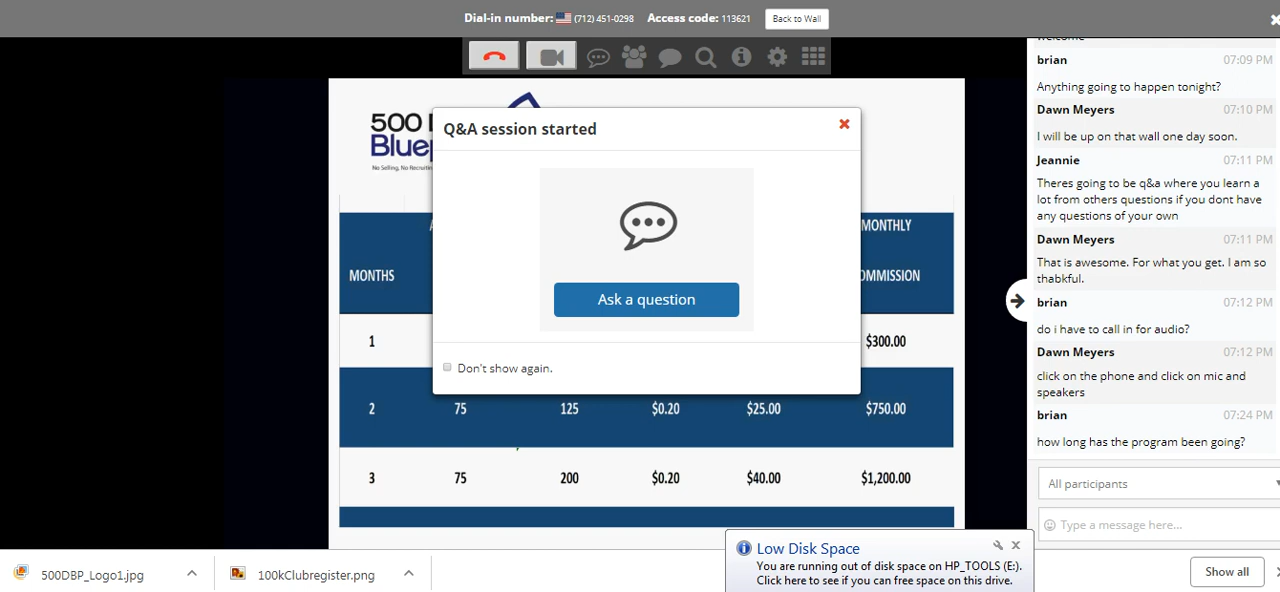 Dial-in number: (712) 451-0298 Access code: 113621 Back to Wall
500
Blue
No Selling, No Recruitin
Q&A session started
Ask a question
Don't show again.
MONTHS
MONTHLY
OMMISSION
1 $300.00
2 75 125 $0.20 $25.00 $750.00
3 75 200 $0.20 $40.00 $1,200.00
welcome
brian 07:09 PM
Anything going to happen tonight?
Dawn Meyers 07:10 PM
I will be up on that wall one day soon.
Jeannie 07:11 PM
Theres going to be q&a where you learn a
lot from others questions if you dont have
any questions of your own
Dawn Meyers 07:11 PM
That is awesome. For what you get. I am so
thabkful.
brian 07:12 PM
do i have to call in for audio?
Dawn Meyers 07:12 PM
click on the phone and click on mic and
speakers
brian 07:24 PM
how long has the program been going?
All participants
Type a message here...
Low Disk Space
You are running out of disk space on HP_TOOLS (E:).
Click here to see if you can free space on this drive.
500DBP_Logo1.jpg
100kClubregister.png
Show all